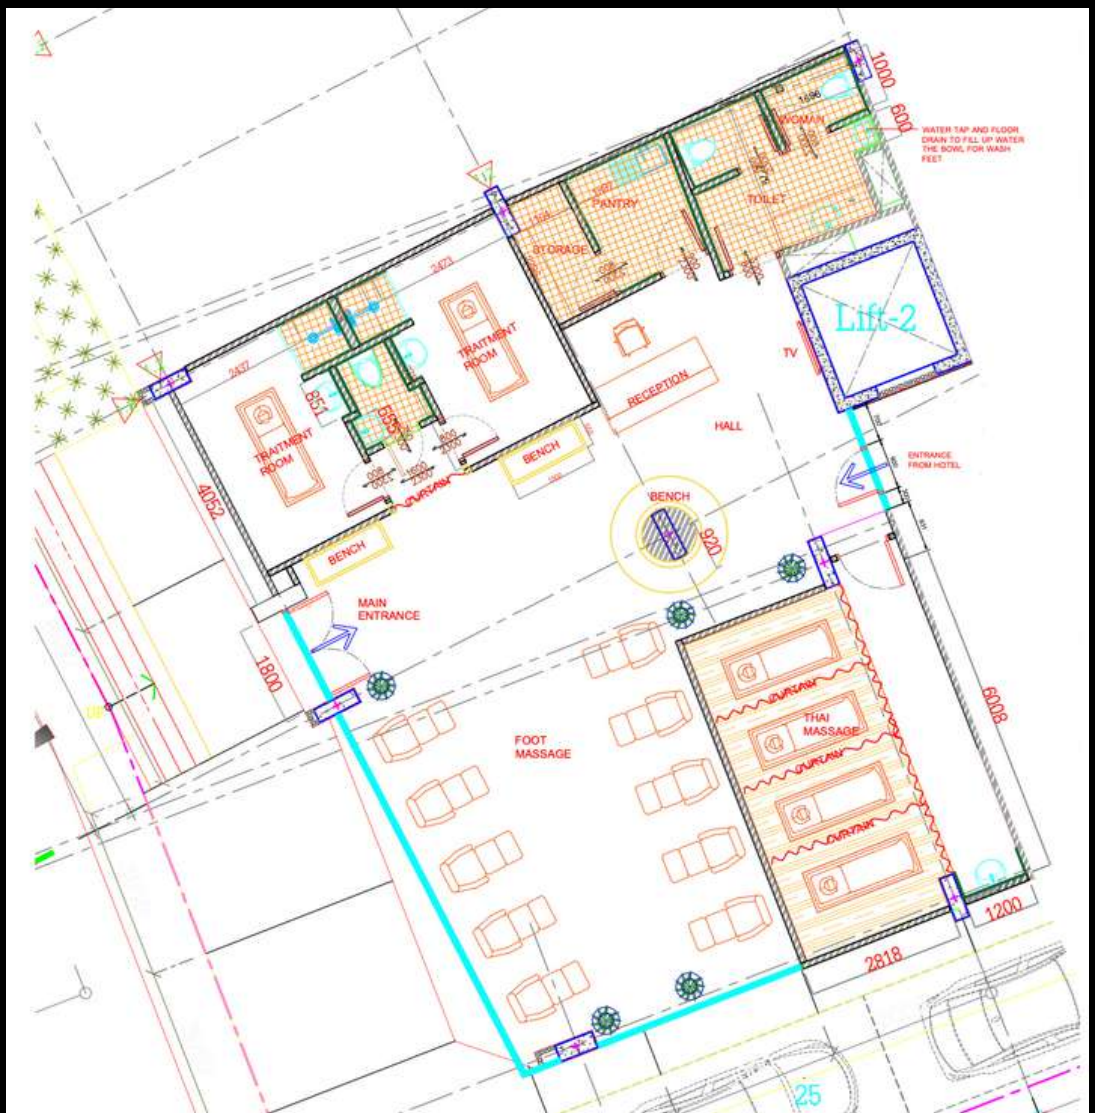 1000
600
1696
WOMAN
WATER TAP AND FLOOR
DRAIN TO FILL UP WATER
THE BOWL FOR WASH
FEET
PANTRY
TOILET
STORAGE
2473
Lift-2
TRAITMENT
ROOM
TV
2437
RECEPTION
851
655
HALL
TRAITMENT
ROOM
BENCH
ENTRANCE
FROM HOTEL
4052
CURTAIN
BENCH
920
BENCH
MAIN
ENTRANCE
1800
CURTAIN
6008
FOOT
MASSAGE
THAI
MASSAGE
CURTAIN
CURTAIN
1200
2818
25